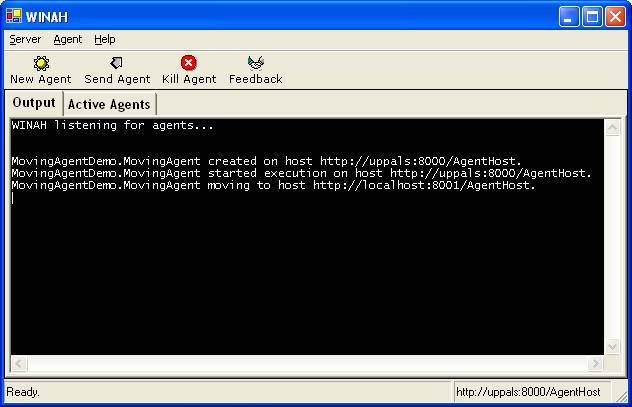 WINAH
Server Agent Help
New Agent Send Agent Kill Agent Feedback
Output Active Agents
WINAH listening for agents...
MovingAgentDemo.MovingAgent created on host http://uppals:8000/AgentHost.
MovingAgentDemo.MovingAgent started execution on host http://uppals:8000/AgentHost.
MovingAgentDemo.MovingAgent moving to host http://localhost:8001/AgentHost.
Ready. http://uppals:8000/AgentHost